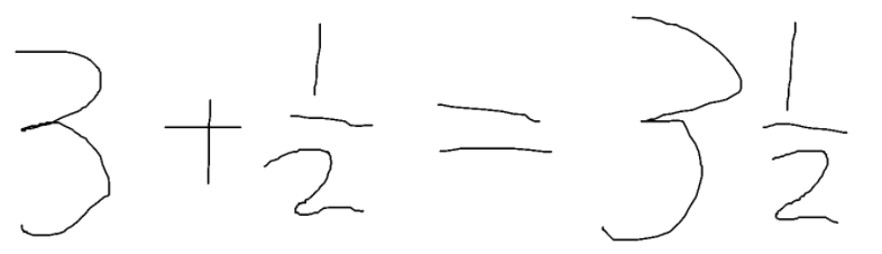 3 + 1/2 = 3 1/2